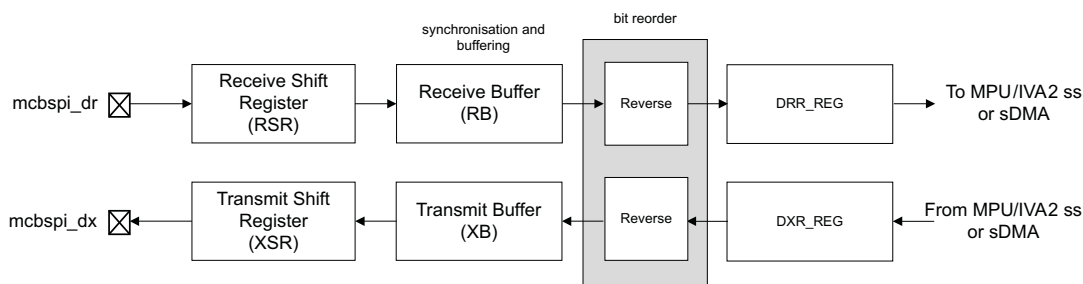 bit reorder
synchronisation and
buffering
mcbspi_dr
Receive Shift
Register
(RSR)
Receive Buffer
(RB)
Reverse
DRR_REG
To MPU/IVA2 ss
or sDMA
mcbspi_dx
Transmit Shift
Register
(XSR)
Transmit Buffer
(XB)
Reverse
DXR_REG
From MPU/IVA2 ss
or sDMA